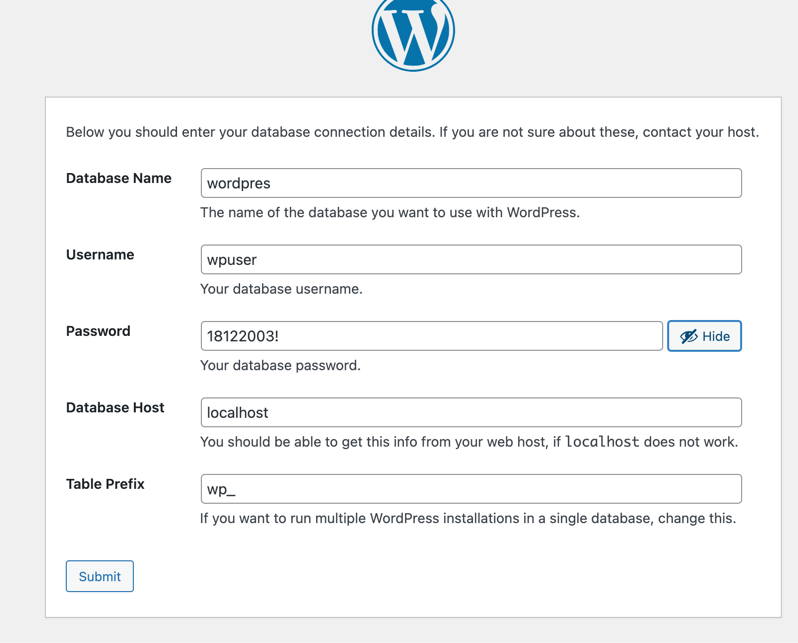 Below you should enter your database connection details. If you are not sure about these, contact your host.
Database Name
wordpres
The name of the database you want to use with WordPress.
Username
wpuser
Your database username.
Password
18122003!
Hide
Your database password.
Database Host
localhost
You should be able to get this info from your web host, if localhost does not work.
Table Prefix
wp_
If you want to run multiple WordPress installations in a single database, change this.
Submit